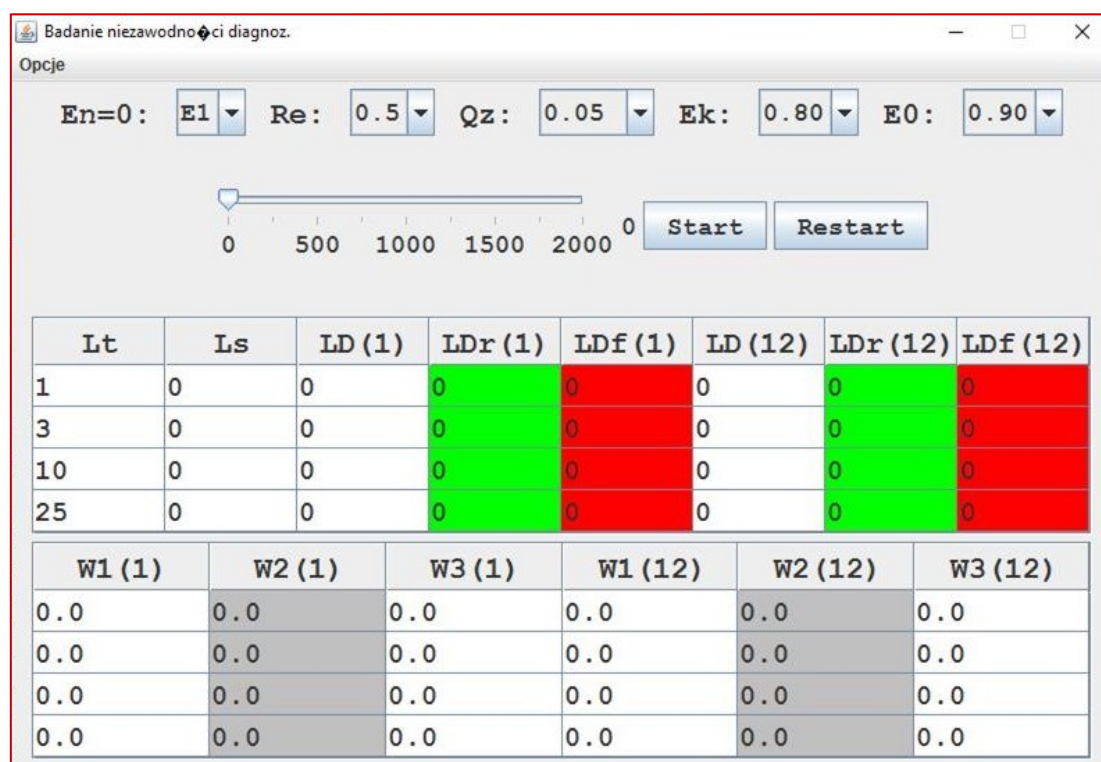 Badanie niezawodno�ci diagnoz.
Opcje
En=0: E1 Re: 0.5 Qz: 0.05 Ek: 0.80 E0: 0.90
0 500 1000 1500 2000 0 Start Restart
Lt Ls LD(1) LDr(1) LDf(1) LD(12) LDr(12) LDf(12)
1 0 0 0 0 0 0 0
3 0 0 0 0 0 0 0
10 0 0 0 0 0 0 0
25 0 0 0 0 0 0 0
W1(1) W2(1) W3(1) W1(12) W2(12) W3(12)
0.0 0.0 0.0 0.0 0.0 0.0
0.0 0.0 0.0 0.0 0.0 0.0
0.0 0.0 0.0 0.0 0.0 0.0
0.0 0.0 0.0 0.0 0.0 0.0